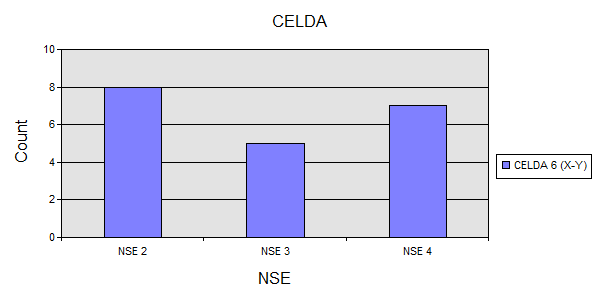 CELDA
10
8
6
4
2
0
Count
NSE 2
NSE 3
NSE 4
NSE
CELDA 6 (X-Y)